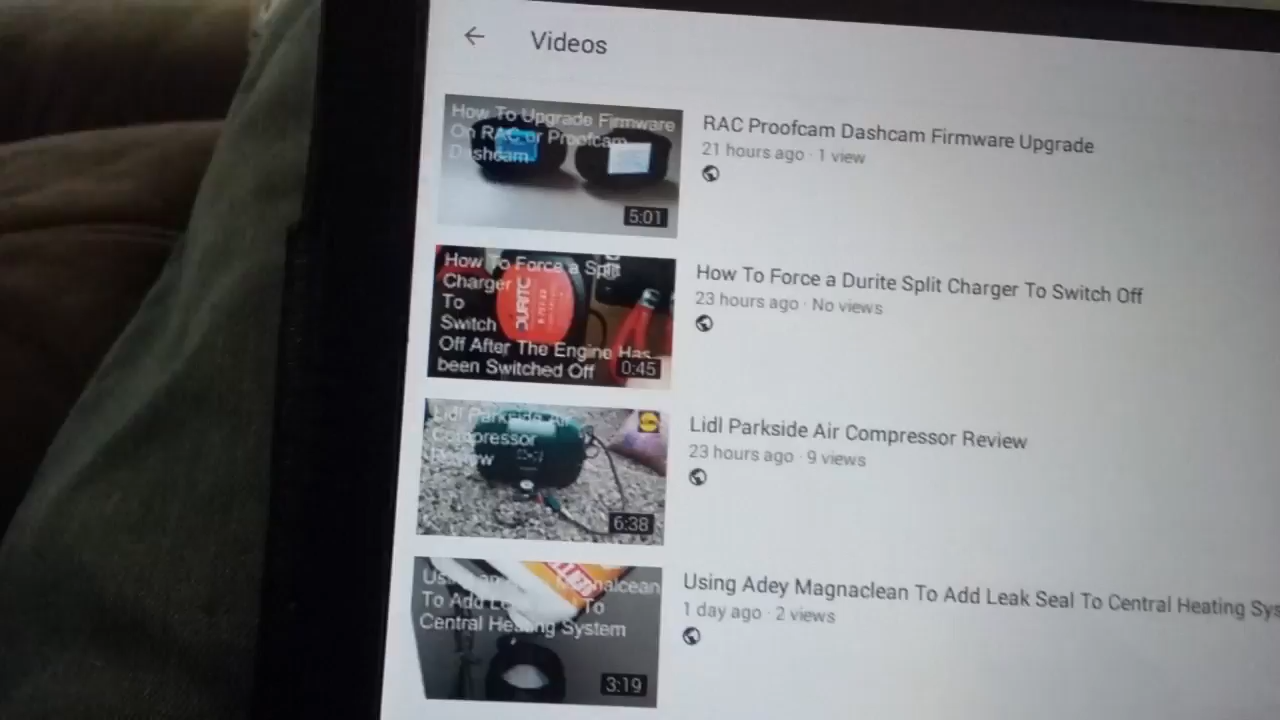 Videos
How To Upgrade Firmware
On RAC or Proofcam
Dashcam
5:01
RAC Proofcam Dashcam Firmware Upgrade
21 hours ago · 1 view
How To Force a Split
Charger
To
Switch
Off After The Engine Has
been Switched Off
DURITE
0:45
How To Force a Durite Split Charger To Switch Off
23 hours ago · No views
Lidl Parkside Air
Compressor
Review
6:38
Lidl Parkside Air Compressor Review
23 hours ago · 9 views
To Add
To
Central Heating System
3:19
Using Adey Magnaclean To Add Leak Seal To Central Heating Sys
1 day ago · 2 views